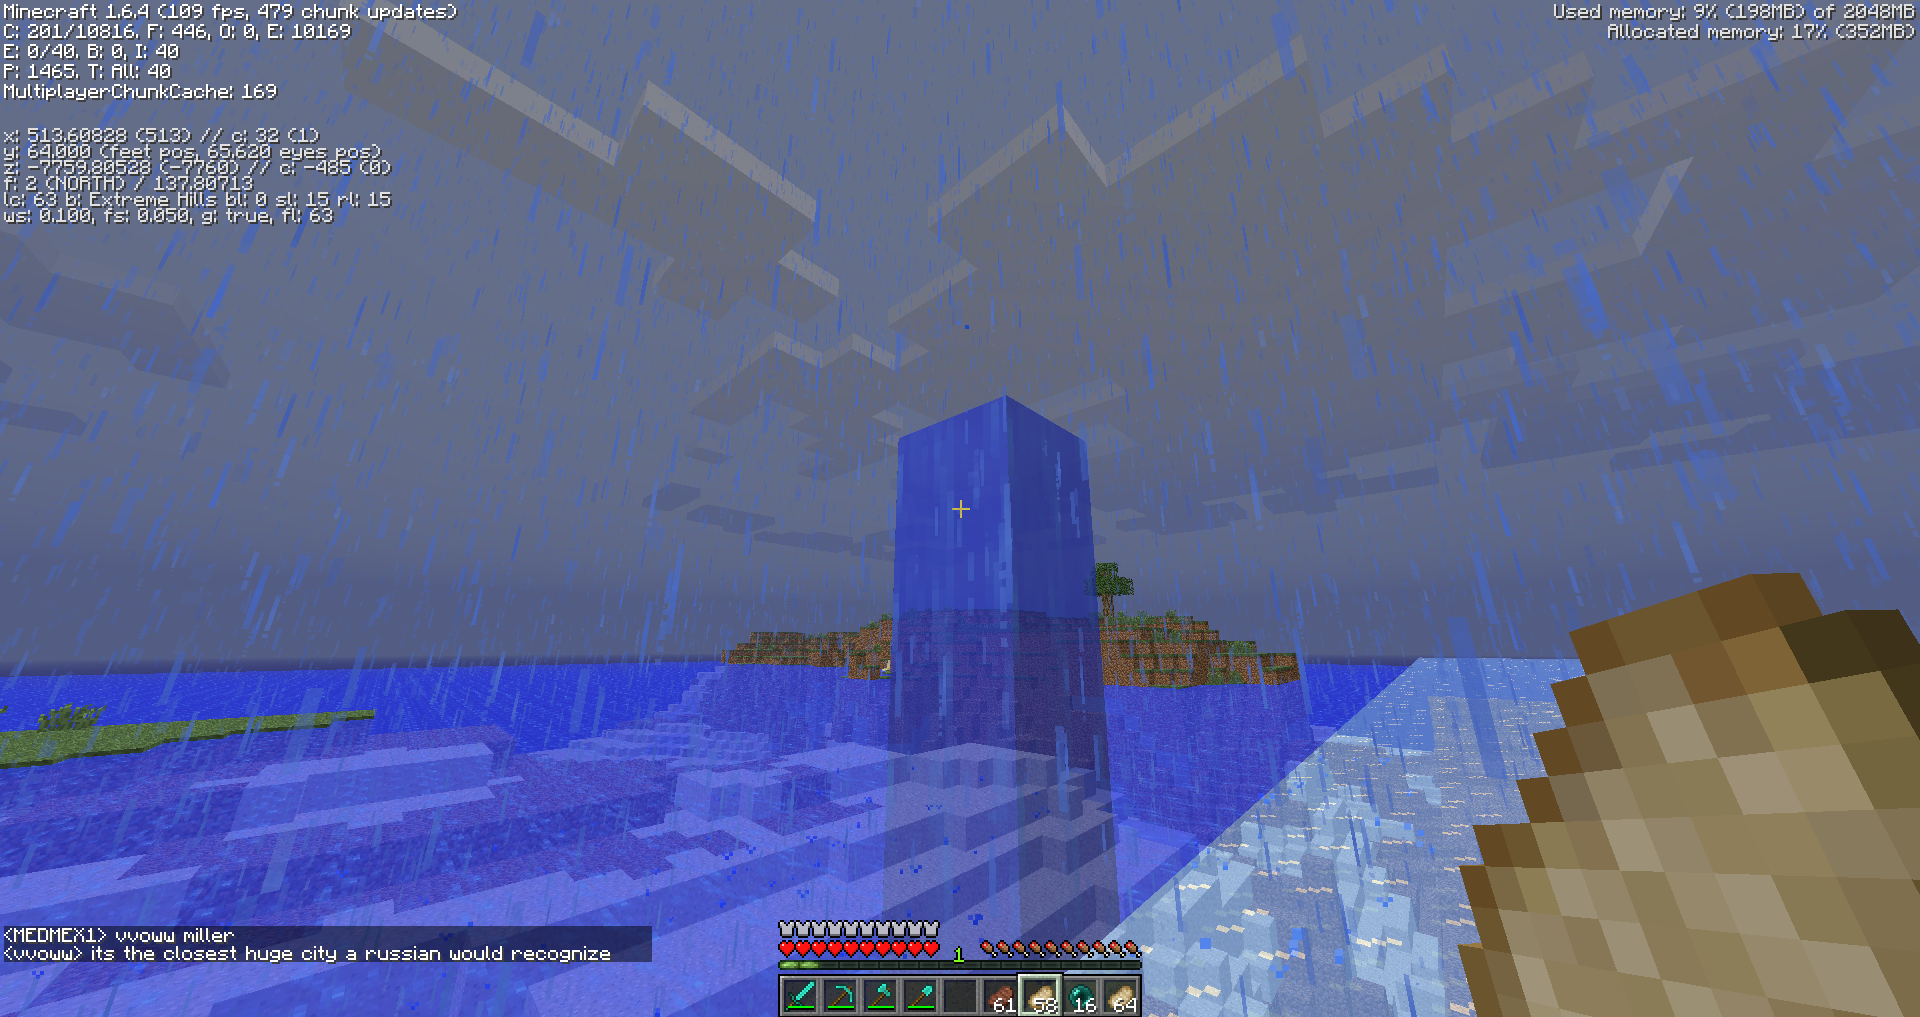 Minecraft 1.6.4 (109 fps, 479 chunk updates)
C: 201/10816. F: 446, O: 0, E: 10169
E: 0/40. B: 0, I: 40
P: 1465. T: All: 40
MultiplayerChunkCache: 169
Used memory: 9% (198MB) of 2048MB
Allocated memory: 17% (352MB)
x: 513.60828 (513) // c: 32 (1)
y: 64.000 (feet pos, 65.620 eyes pos)
z: -7759.80528 (-7760) // c: -485 (0)
f: 2 (NORTH) / 137.80713
lc: 63 b: Extreme Hills bl: 0 sl: 15 rl: 15
ws: 0.100, fs: 0.050, g: true, fl: 63
<MEDMEX1> vvoww miller
<vvoww> its the closest huge city a russian would recognize
1
61 58 16 64